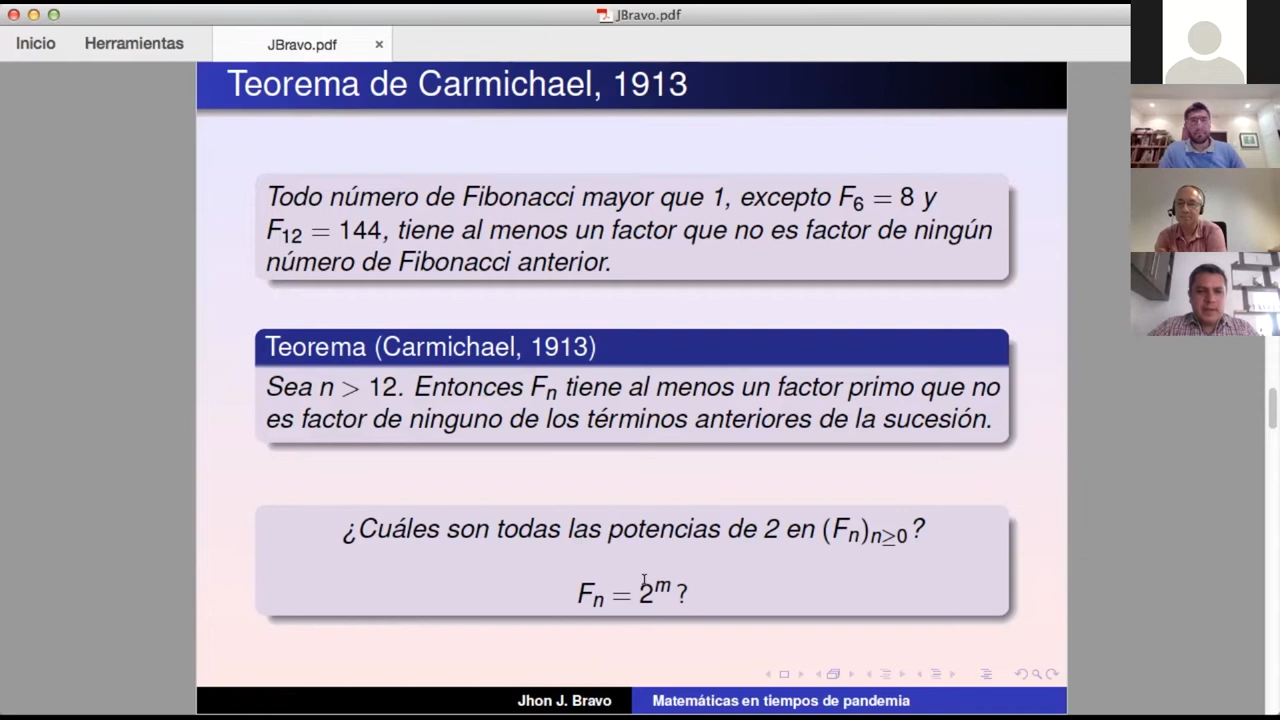 JBravo.pdf
Inicio
Herramientas
JBravo.pdf ×
Teorema de Carmichael, 1913
Todo número de Fibonacci mayor que 1, excepto F₆ = 8 y
F₁₂ = 144, tiene al menos un factor que no es factor de ningún
número de Fibonacci anterior.
Teorema (Carmichael, 1913)
Sea n > 12. Entonces Fₙ tiene al menos un factor primo que no
es factor de ninguno de los términos anteriores de la sucesión.
¿Cuáles son todas las potencias de 2 en (Fₙ)ₙ≥₀ ?
Fₙ = 2ᵐ ?
Jhon J. Bravo
Matemáticas en tiempos de pandemia